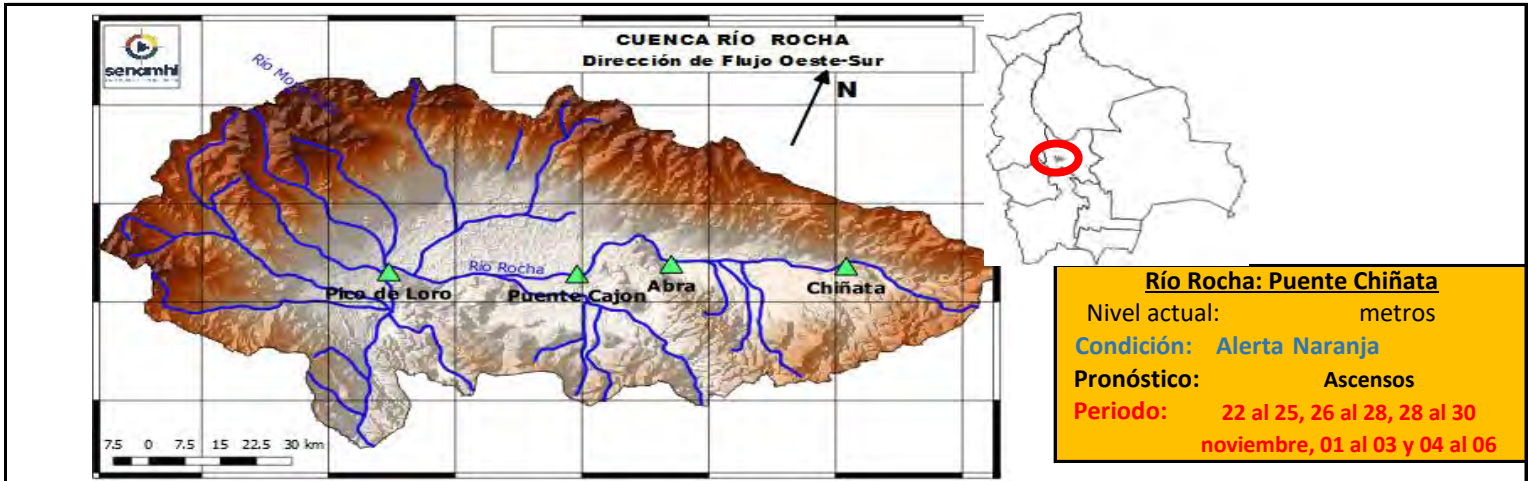 senamhi
CUENCA RÍO ROCHA
Dirección de Flujo Oeste-Sur
N
Río Rocha
Pico de Loro
Puente Cajon
Abra
Chiñata
7.5 0 7.5 15 22.5 30 km
Río Rocha: Puente Chiñata
Nivel actual: metros
Condición: Alerta Naranja
Pronóstico: Ascensos
Periodo: 22 al 25, 26 al 28, 28 al 30
noviembre, 01 al 03 y 04 al 06